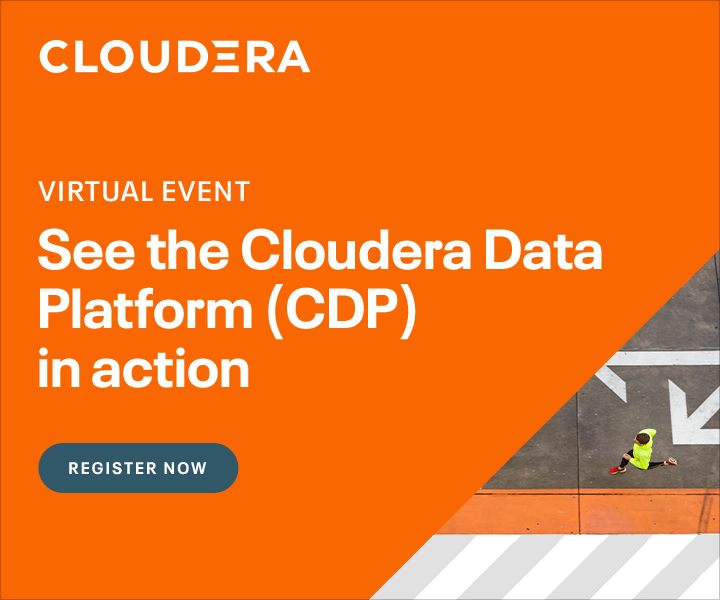 CLOUDERA
VIRTUAL EVENT
See the Cloudera Data
Platform (CDP)
in action
REGISTER NOW